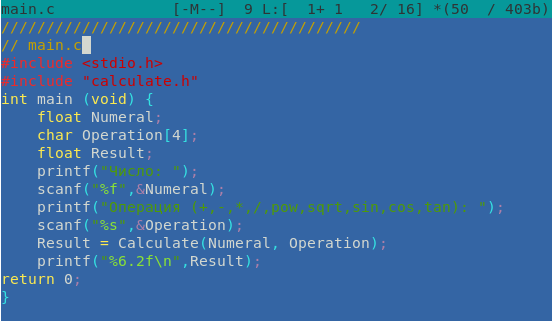 main.c [-M--] 9 L:[ 1+ 1 2/ 16] *(50 / 403b)
////////////////////////////////////////
// main.c
#include <stdio.h>
#include "calculate.h"
int main (void) {
float Numeral;
char Operation[4];
float Result;
printf("Число: ");
scanf("%f",&Numeral);
printf("Операция (+,-,*,/,pow,sqrt,sin,cos,tan): ");
scanf("%s",&Operation);
Result = Calculate(Numeral, Operation);
printf("%6.2f\n",Result);
return 0;
}